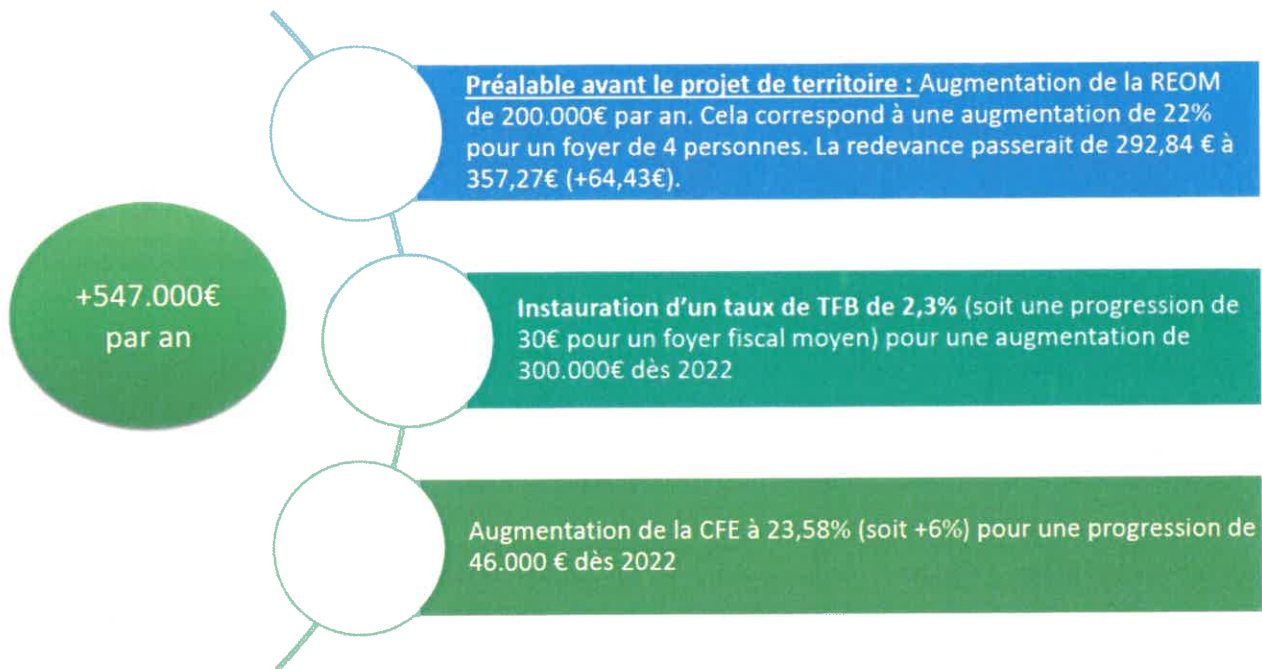 Préalable avant le projet de territoire : Augmentation de la REOM
de 200.000€ par an. Cela correspond à une augmentation de 22%
pour un foyer de 4 personnes. La redevance passerait de 292,84 € à
357,27€ (+64,43€).
+547.000€
par an
Instauration d'un taux de TFB de 2,3% (soit une progression de
30€ pour un foyer fiscal moyen) pour une augmentation de
300.000€ dès 2022
Augmentation de la CFE à 23,58% (soit +6%) pour une progression de
46.000 € dès 2022